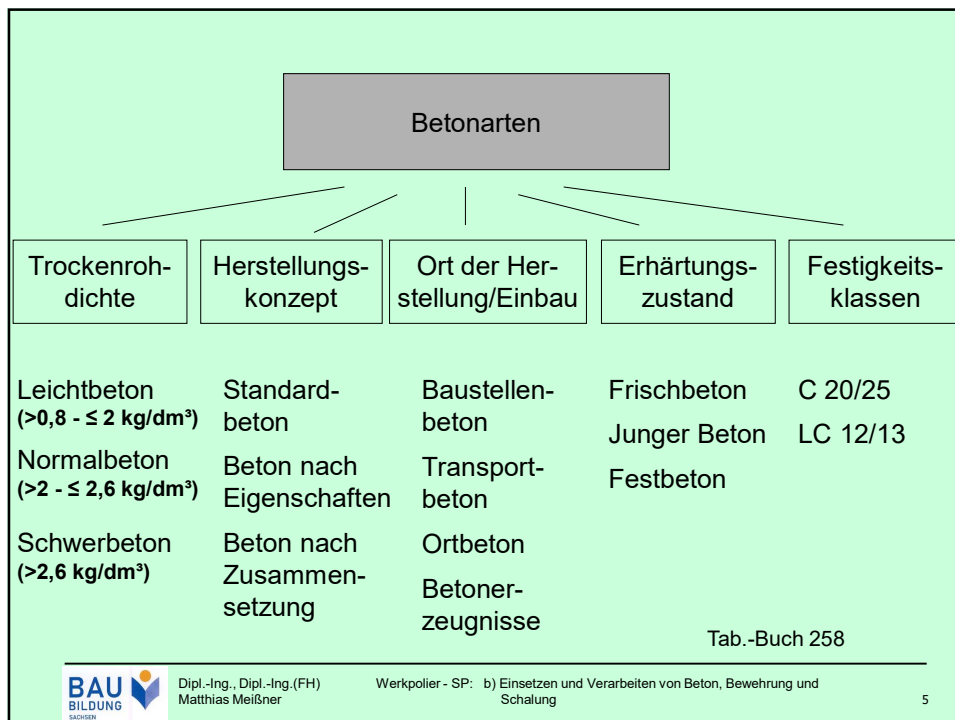 Betonarten
Trockenroh-
dichte
Herstellungs-
konzept
Ort der Her-
stellung/Einbau
Erhärtungs-
zustand
Festigkeits-
klassen
Leichtbeton
(>0,8 - ≤ 2 kg/dm³)
Normalbeton
(>2 - ≤ 2,6 kg/dm³)
Schwerbeton
(>2,6 kg/dm³)
Standard-
beton
Beton nach
Eigenschaften
Beton nach
Zusammen-
setzung
Baustellen-
beton
Transport-
beton
Ortbeton
Betoner-
zeugnisse
Frischbeton
Junger Beton
Festbeton
C 20/25
LC 12/13
Tab.-Buch 258
BAU
BILDUNG
SACHSEN
Dipl.-Ing., Dipl.-Ing.(FH)
Matthias Meißner
Werkpolier - SP: b) Einsetzen und Verarbeiten von Beton, Bewehrung und
Schalung
5